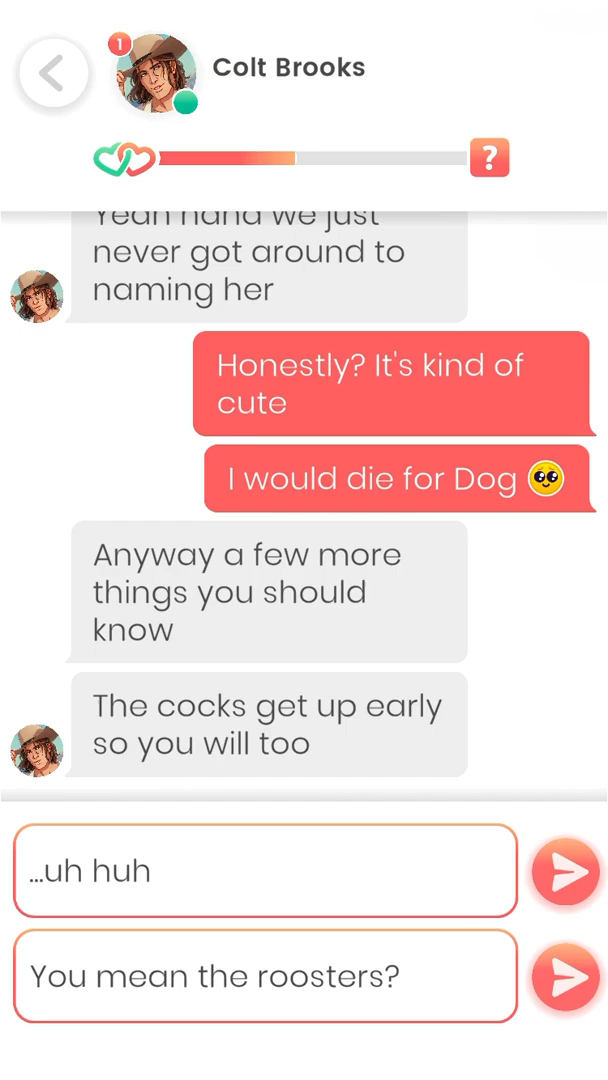 1
Colt Brooks
?
never got around to
naming her
Honestly? It's kind of
cute
I would die for Dog 🥺
Anyway a few more
things you should
know
The cocks get up early
so you will too
...uh huh
You mean the roosters?